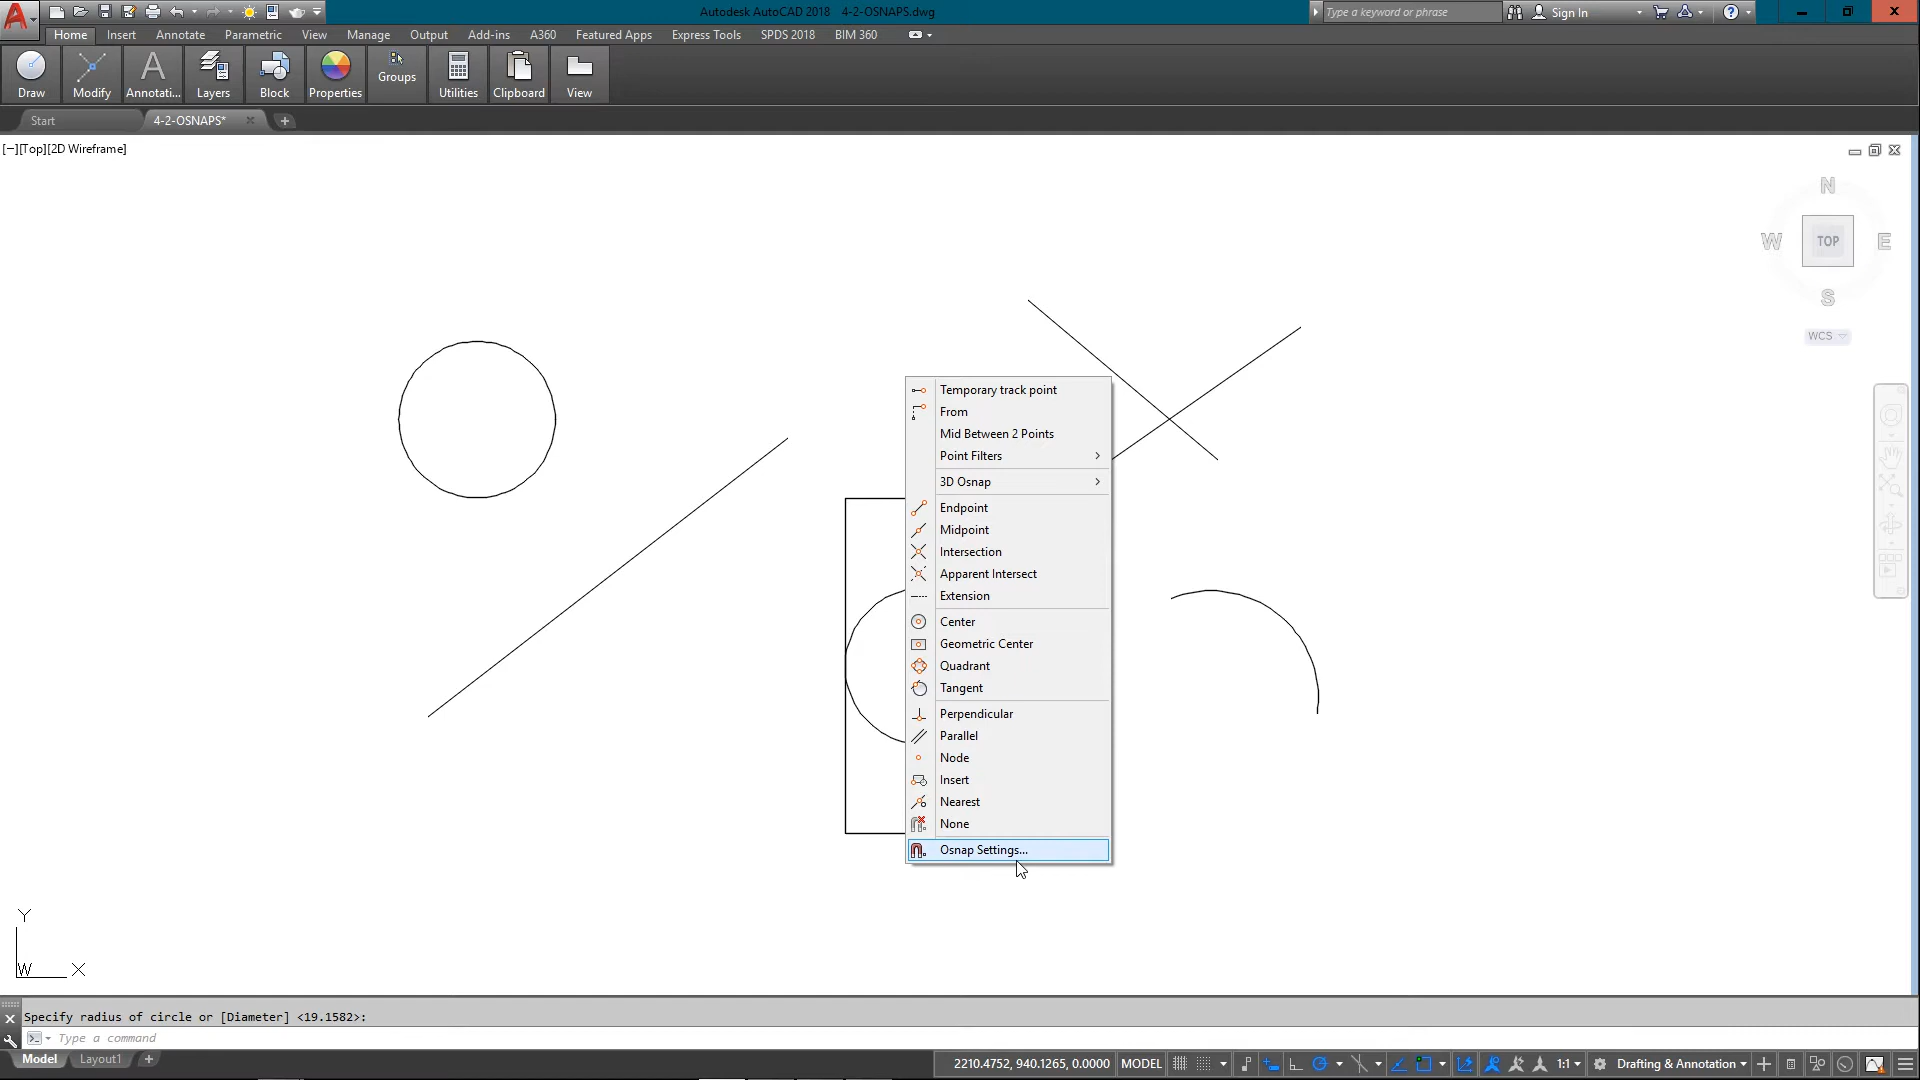 Autodesk AutoCAD 2018   4-2-OSNAPS.dwg
Type a keyword or phrase
Sign In
Home Insert Annotate Parametric View Manage Output Add-ins A360 Featured Apps Express Tools SPDS 2018 BIM 360
Draw Modify Annotati... Layers Block Properties Groups Utilities Clipboard View
Start 4-2-OSNAPS*
[−][Top][2D Wireframe]
N
W TOP E
S
WCS
Temporary track point
From
Mid Between 2 Points
Point Filters
3D Osnap
Endpoint
Midpoint
Intersection
Apparent Intersect
Extension
Center
Geometric Center
Quadrant
Tangent
Perpendicular
Parallel
Node
Insert
Nearest
None
Osnap Settings...
Y
W X
Specify radius of circle or [Diameter] <19.1582>:
Type a command
Model Layout1
2210.4752, 940.1265, 0.0000 MODEL 1:1 Drafting & Annotation